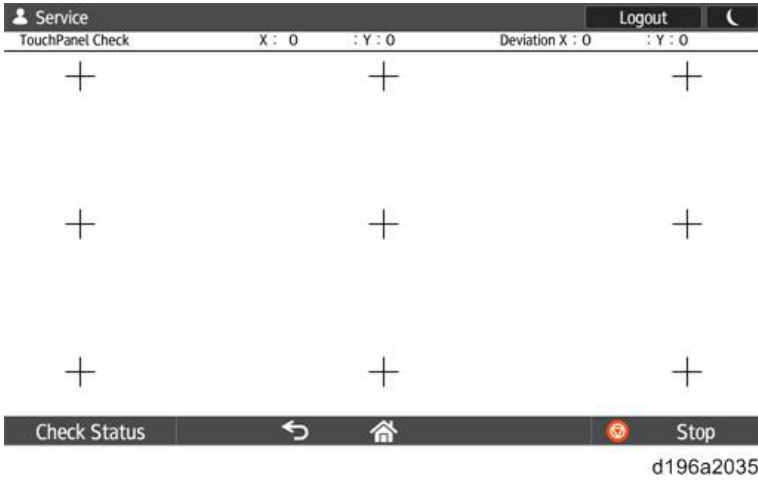 Service Logout
TouchPanel Check X : 0 : Y : 0 Deviation X : 0 : Y : 0
Check Status Stop
d196a2035